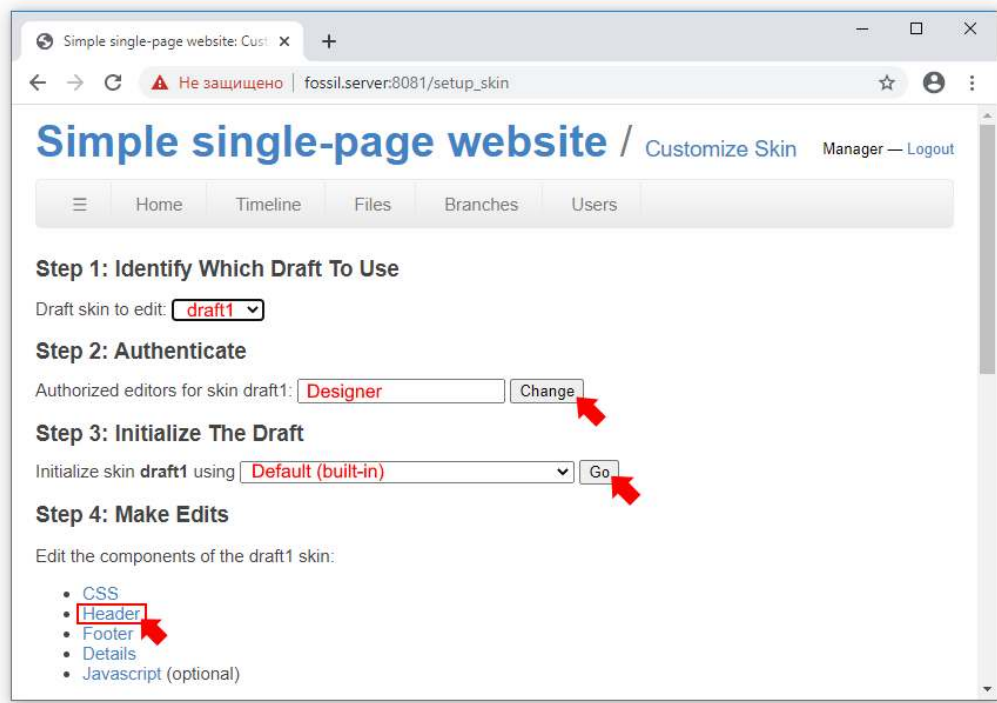 Simple single-page website: Cust
Не защищено | fossil.server:8081/setup_skin
Simple single-page website / Customize Skin Manager — Logout
☰ Home Timeline Files Branches Users
Step 1: Identify Which Draft To Use
Draft skin to edit: draft1
Step 2: Authenticate
Authorized editors for skin draft1: Designer Change
Step 3: Initialize The Draft
Initialize skin draft1 using Default (built-in) Go
Step 4: Make Edits
Edit the components of the draft1 skin:
• CSS
• Header
• Footer
• Details
• Javascript (optional)